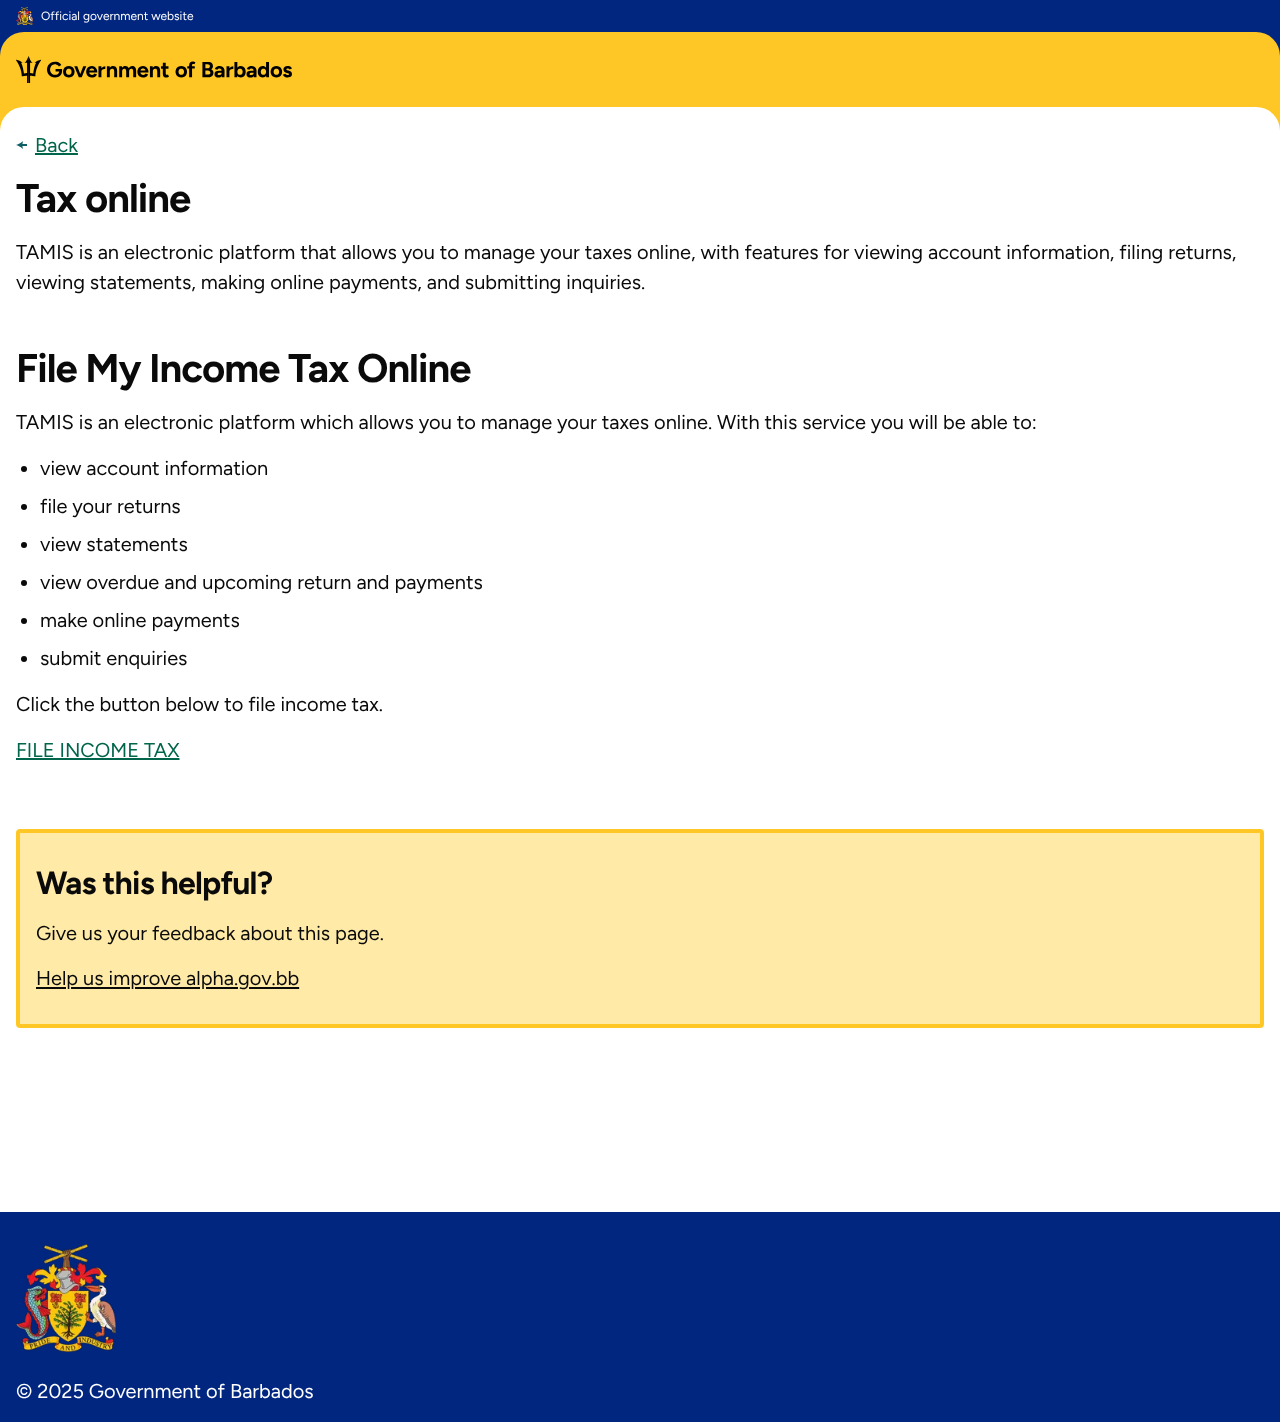 Official government website
Government of Barbados
Back
Tax online
TAMIS is an electronic platform that allows you to manage your taxes online, with features for viewing account information, filing returns,
viewing statements, making online payments, and submitting inquiries.
File My Income Tax Online
TAMIS is an electronic platform which allows you to manage your taxes online. With this service you will be able to:
• view account information
• file your returns
• view statements
• view overdue and upcoming return and payments
• make online payments
• submit enquiries
Click the button below to file income tax.
FILE INCOME TAX
Was this helpful?
Give us your feedback about this page.
Help us improve alpha.gov.bb
PRIDE AND INDUSTRY
© 2025 Government of Barbados